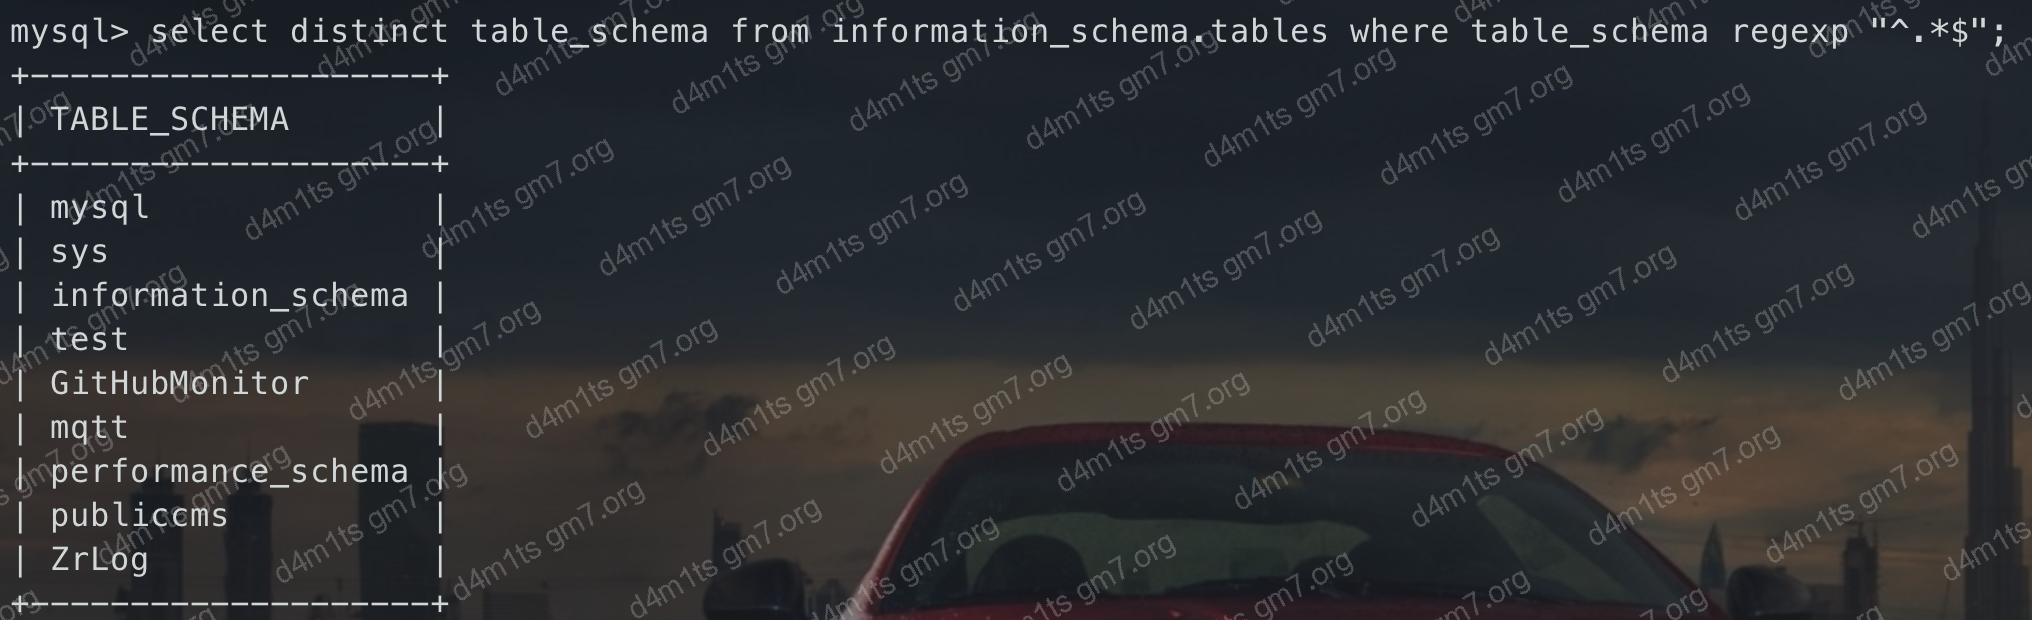 mysql> select distinct table_schema from information_schema.tables where table_schema regexp "^.*$";
+--------------------+
| TABLE_SCHEMA       |
+--------------------+
| mysql              |
| sys                |
| information_schema |
| test               |
| GitHubMonitor      |
| mqtt               |
| performance_schema |
| publiccms          |
| ZrLog              |
+--------------------+
d4m1ts gm7.org